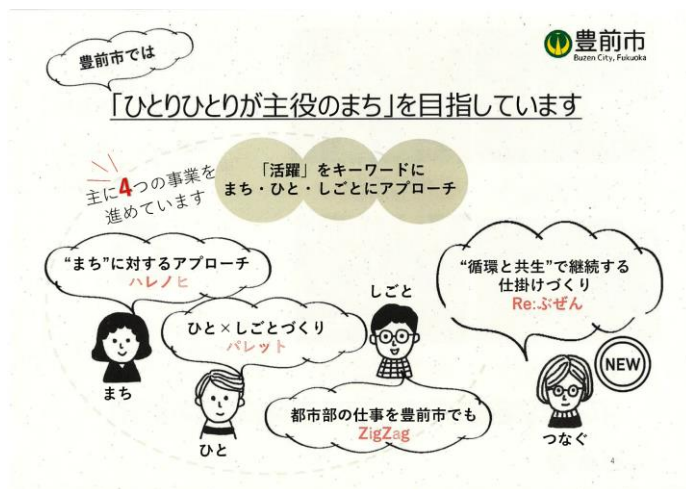 豊前市では
豊前市
Buzen City, Fukuoka
「ひとりひとりが主役のまち」を目指しています
主に4つの事業を
進めています
「活躍」をキーワードに
まち・ひと・しごとにアプローチ
“まち”に対するアプローチ
ハレノヒ
まち
ひと×しごとづくり
パレット
ひと
しごと
都市部の仕事を豊前市でも
ZigZag
“循環と共生”で継続する
仕掛けづくり
Re:ぶぜん
NEW
つなぐ
4